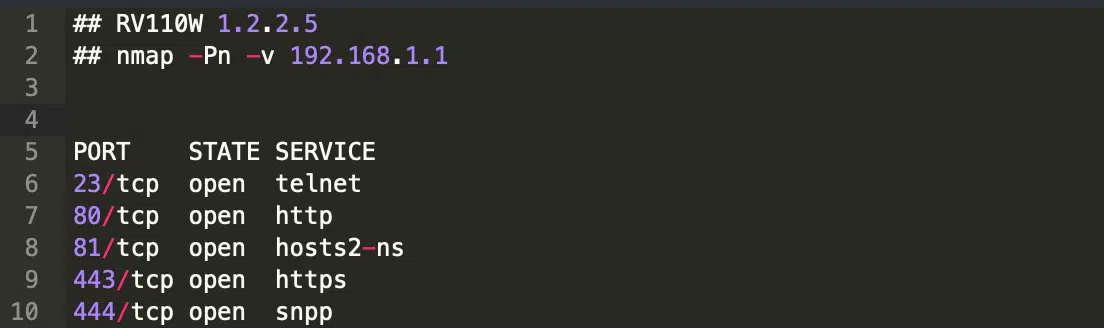 1 ## RV110W 1.2.2.5
2 ## nmap -Pn -v 192.168.1.1
3
4
5 PORT    STATE SERVICE
6 23/tcp  open  telnet
7 80/tcp  open  http
8 81/tcp  open  hosts2-ns
9 443/tcp open  https
10 444/tcp open  snpp